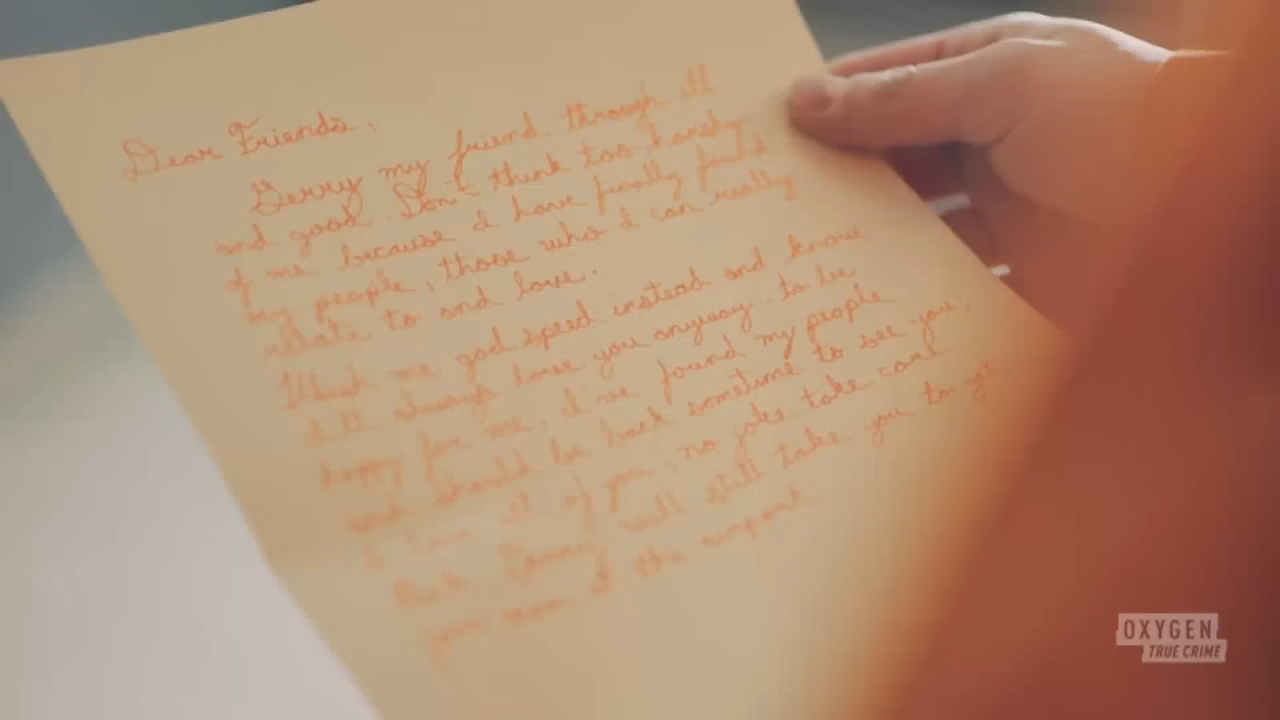 Dear Friends,
Gerry my friend through ill
and good. Don't think too harshly
of me because I have finally found
my people, those who I can really
relate to and love.
Wish me god speed instead and know
I'll always love you anyway. to be
happy for me, I've found my people
and should be back sometime to see you,
I love all of you, no joke take care
will still take you to get
your mom at the airport
OXYGEN
TRUE CRIME